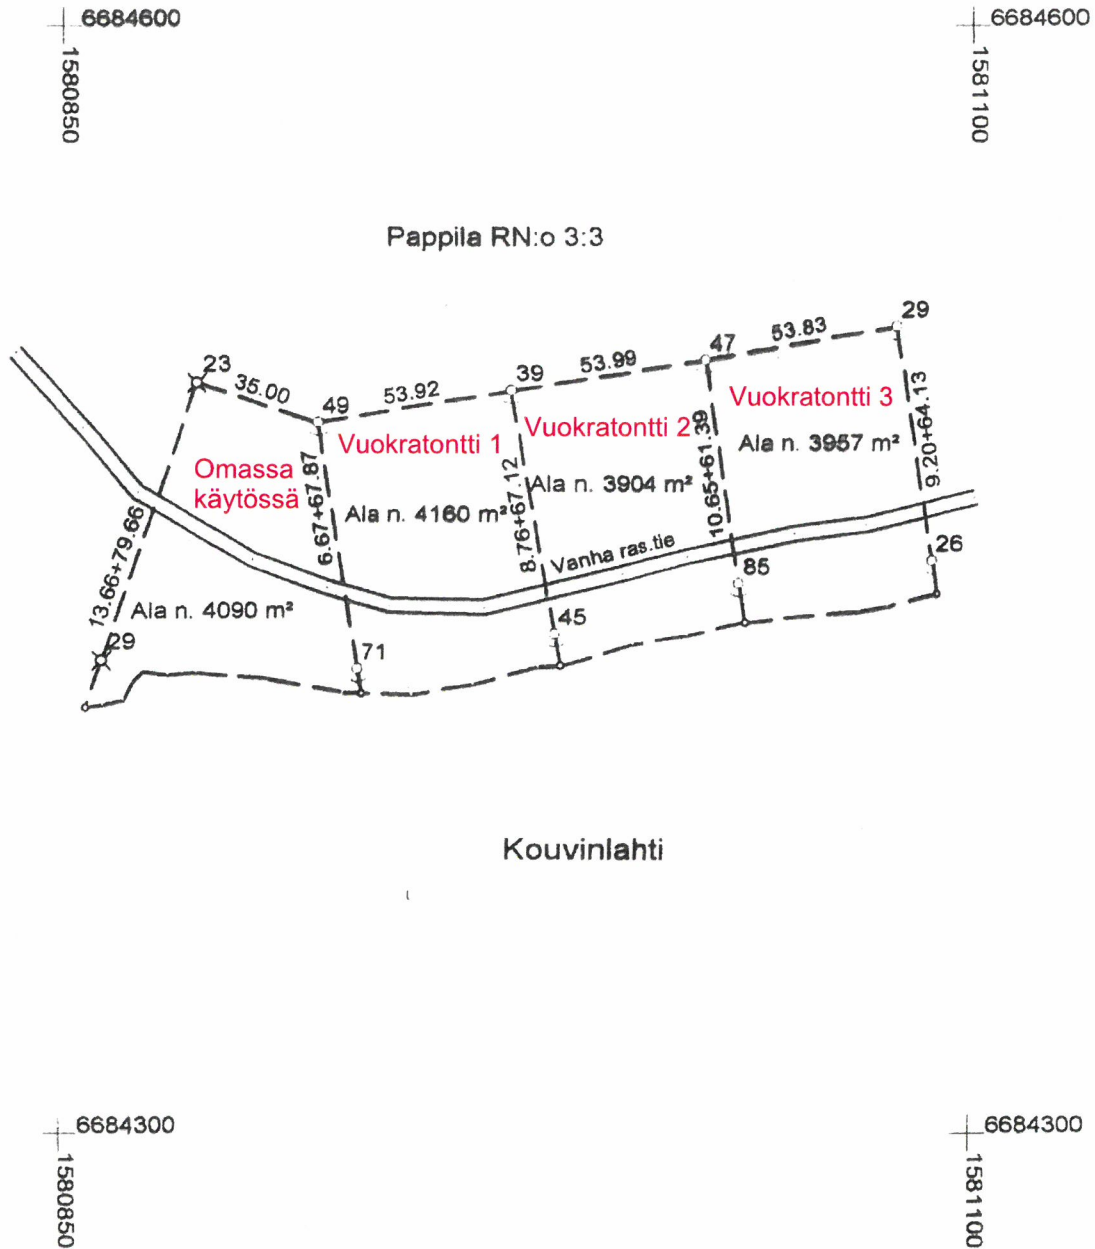 6684600
6684600
1580850
1581100
Pappila RN:o 3:3
23
35.00
49
53.92
39
53.99
47
53.83
29
Omassa
käytössä
Vuokratontti 1
Vuokratontti 2
Vuokratontti 3
Ala n. 4160 m²
Ala n. 3904 m²
Ala n. 3957 m²
13.66+79.66
6.67+67.87
8.76+67.12
10.65+61.39
9.20+64.13
Vanha ras.tie
Ala n. 4090 m²
29
71
45
85
26
Kouvinlahti
6684300
6684300
1580850
1581100